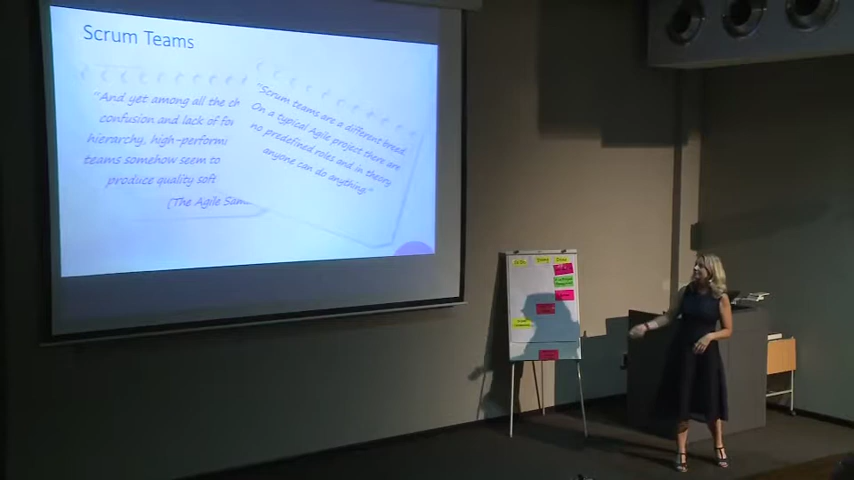 Scrum Teams
"And yet among all the
confusion and lack of
hierarchy, high-performi
teams somehow seem to
produce quality soft
(The Agile Sam
"Scrum teams are a different breed.
On a typical Agile project there are
no predefined roles and in theory
anyone can do anything."